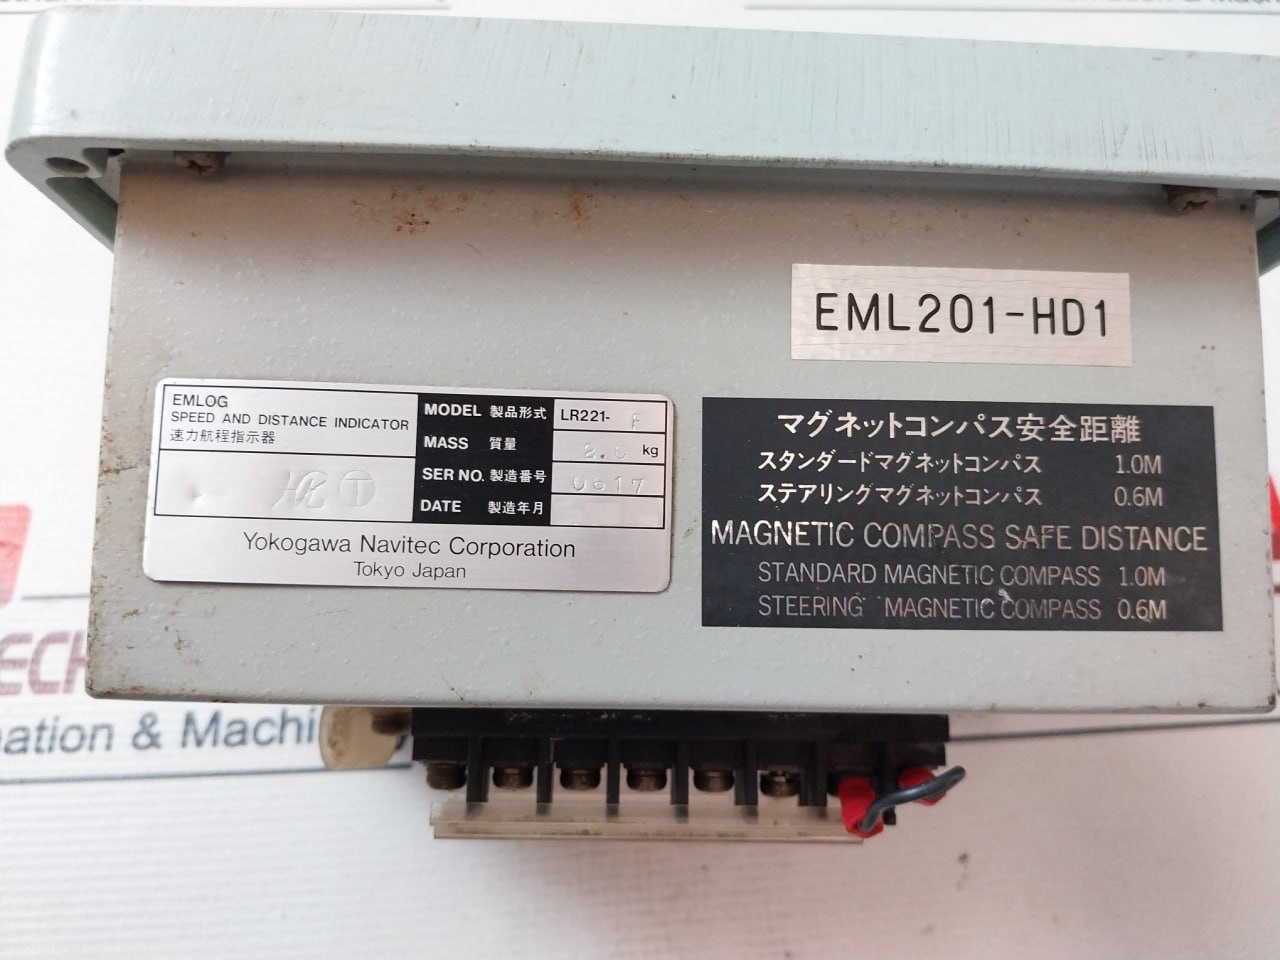 EML201-HD1
EMLOG
SPEED AND DISTANCE INDICATOR
速力航程指示器
MODEL 製品形式 LR221- F
MASS 質量 kg
SER NO. 製造番号 0617
DATE 製造年月
Yokogawa Navitec Corporation
Tokyo Japan
マグネットコンパス安全距離
スタンダードマグネットコンパス 1.0M
ステアリングマグネットコンパス 0.6M
MAGNETIC COMPASS SAFE DISTANCE
STANDARD MAGNETIC COMPASS 1.0M
STEERING MAGNETIC COMPASS 0.6M
ECH
ation & Machi